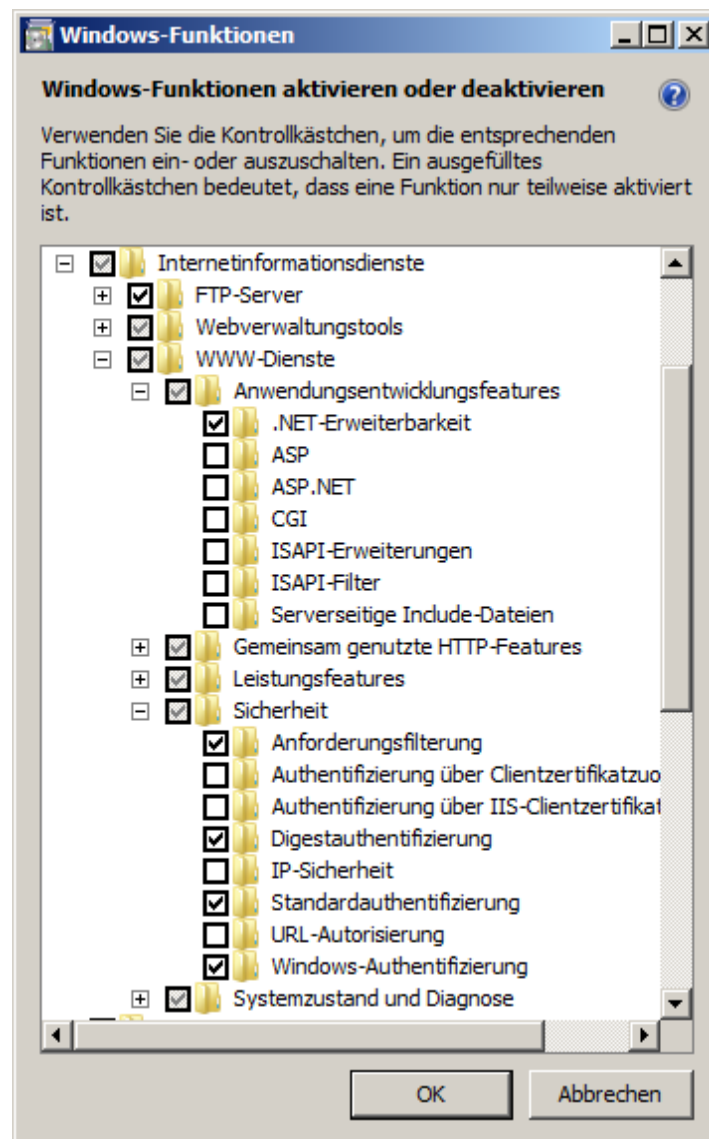 Windows-Funktionen
Windows-Funktionen aktivieren oder deaktivieren
Verwenden Sie die Kontrollkästchen, um die entsprechenden
Funktionen ein- oder auszuschalten. Ein ausgefülltes
Kontrollkästchen bedeutet, dass eine Funktion nur teilweise aktiviert
ist.
Internetinformationsdienste
FTP-Server
Webverwaltungstools
WWW-Dienste
Anwendungsentwicklungsfeatures
.NET-Erweiterbarkeit
ASP
ASP.NET
CGI
ISAPI-Erweiterungen
ISAPI-Filter
Serverseitige Include-Dateien
Gemeinsam genutzte HTTP-Features
Leistungsfeatures
Sicherheit
Anforderungsfilterung
Authentifizierung über Clientzertifikatzuo
Authentifizierung über IIS-Clientzertifikat
Digestauthentifizierung
IP-Sicherheit
Standardauthentifizierung
URL-Autorisierung
Windows-Authentifizierung
Systemzustand und Diagnose
OK
Abbrechen